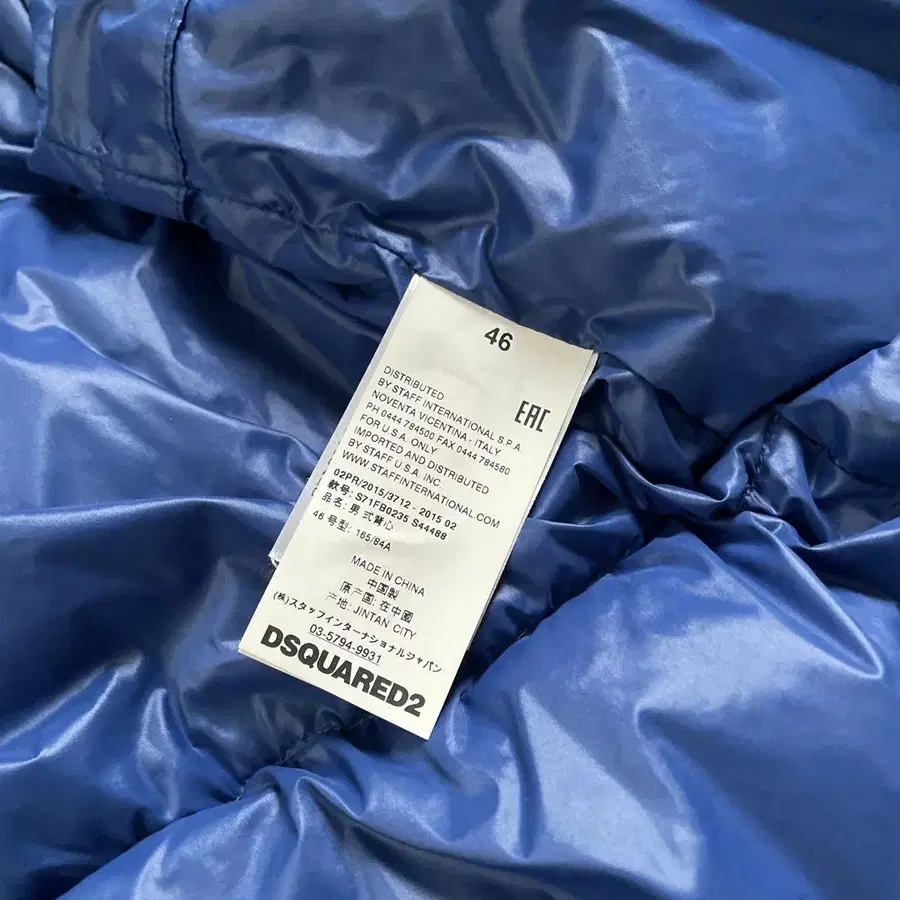 46
EAC
DISTRIBUTED
BY STAFF INTERNATIONAL S.P.A.
NOVENTA VICENTINA - ITALY
PH 0444 784500 FAX 0444 784580
FOR U.S.A. ONLY
IMPORTED AND DISTRIBUTED
BY STAFF U.S.A. INC.
WWW.STAFFINTERNATIONAL.COM
02PR/2015/3712 - 2015 02
款号: S71FB0235 S44488
品名: 男 式背心
46 号型: 165/84A
MADE IN CHINA
中国製
原产国: 在中國
产地: JINTAN CITY
(株)スタッフインターナショナルジャパン
03-5794-9931
DSQUARED2